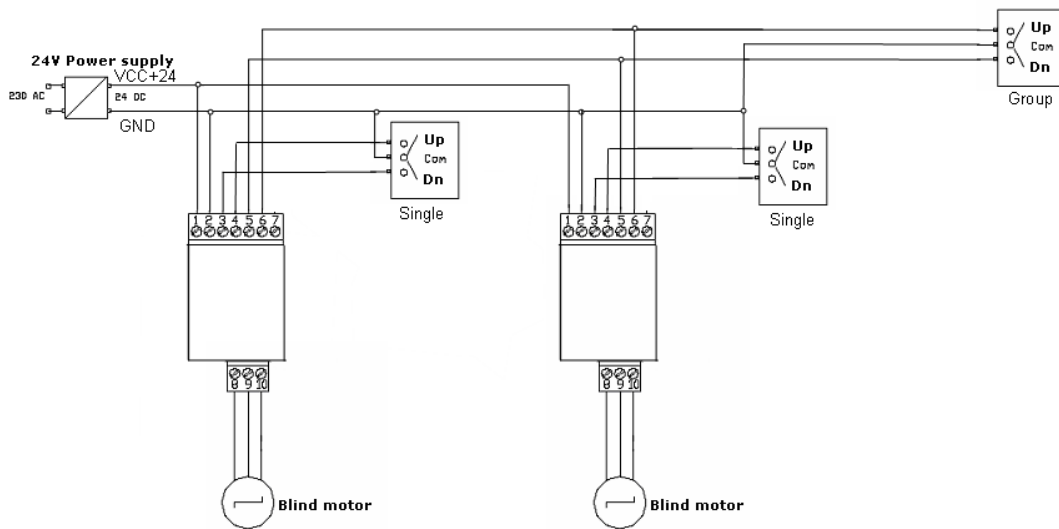 24V Power supply
VCC+24
230 AC
24 DC
GND
Up
Com
Dn
Group
Up
Com
Dn
Single
Up
Com
Dn
Single
1 2 3 4 5 6 7
1 2 3 4 5 6 7
8 9 10
8 9 10
Blind motor
Blind motor